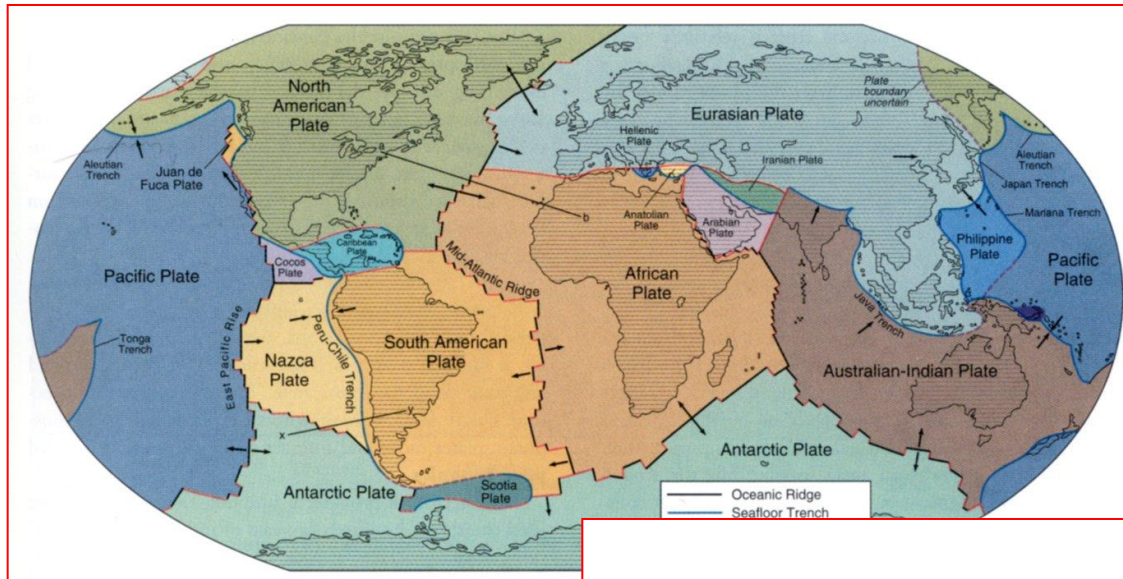 North
American
Plate
Eurasian Plate
Plate
boundary
uncertain
Hellenic
Plate
Iranian Plate
Aleutian
Trench
Juan de
Fuca Plate
Aleutian
Trench
Japan Trench
Mariana Trench
b
Anatolian
Plate
Arabian
Plate
Philippine
Plate
Caribbean
Plate
Cocos
Plate
Pacific Plate
Mid-Atlantic Ridge
African
Plate
Pacific
Plate
Tonga
Trench
East Pacific Rise
Nazca
Plate
Peru-Chile Trench
South American
Plate
Java Trench
Australian-Indian Plate
x
y
Antarctic Plate
Scotia
Plate
Antarctic Plate
Oceanic Ridge
Seafloor Trench